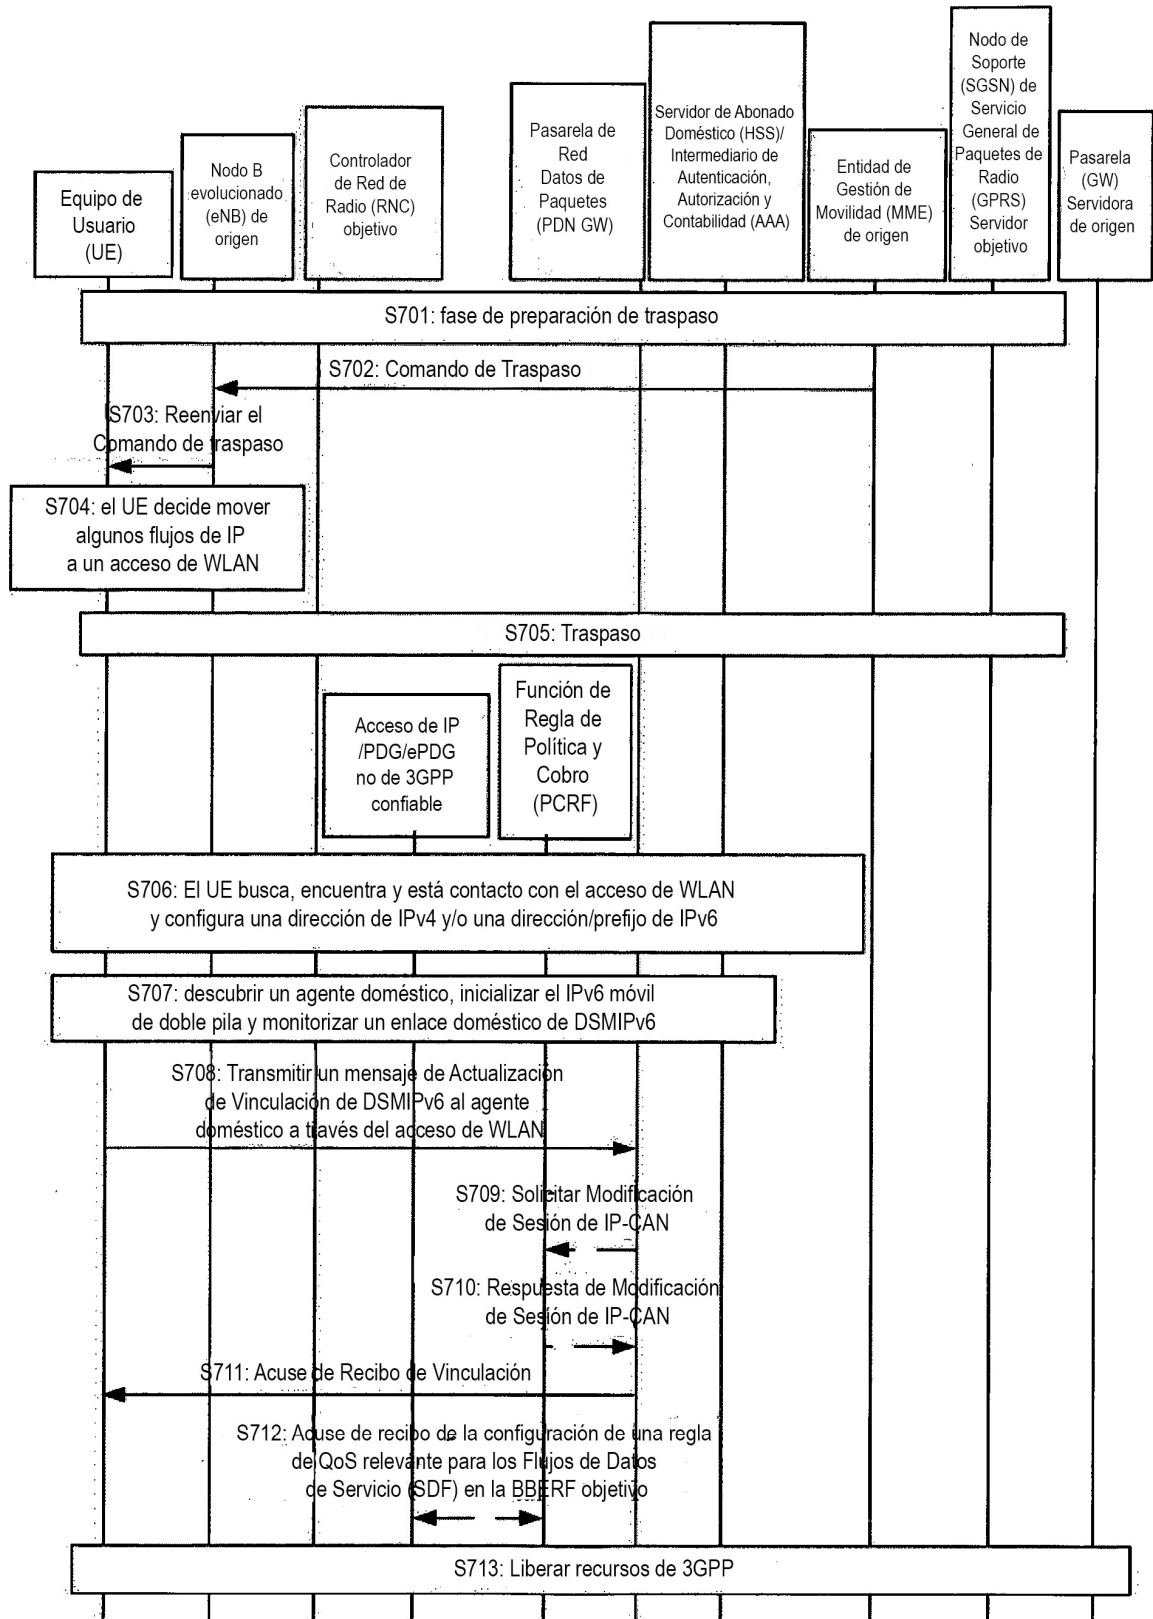 Equipo de
Usuario
(UE)
Nodo B
evolucionado
(eNB) de
origen
Controlador
de Red de
Radio (RNC)
objetivo
Pasarela de
Red
Datos de
Paquetes
(PDN GW)
Servidor de Abonado
Doméstico (HSS)/
Intermediario de
Autenticación,
Autorización y
Contabilidad (AAA)
Entidad de
Gestión de
Movilidad (MME)
de origen
Nodo de
Soporte
(SGSN) de
Servicio
General de
Paquetes de
Radio
(GPRS)
Servidor
objetivo
Pasarela
(GW)
Servidora
de origen
S701: fase de preparación de traspaso
S702: Comando de Traspaso
S703: Reenviar el
Comando de traspaso
S704: el UE decide mover
algunos flujos de IP
a un acceso de WLAN
S705: Traspaso
Acceso de IP
/PDG/ePDG
no de 3GPP
confiable
Función de
Regla de
Política y
Cobro
(PCRF)
S706: El UE busca, encuentra y está contacto con el acceso de WLAN
y configura una dirección de IPv4 y/o una dirección/prefijo de IPv6
S707: descubrir un agente doméstico, inicializar el IPv6 móvil
de doble pila y monitorizar un enlace doméstico de DSMIPv6
S708: Transmitir un mensaje de Actualización
de Vinculación de DSMIPv6 al agente
doméstico a través del acceso de WLAN
S709: Solicitar Modificación
de Sesión de IP-CAN
S710: Respuesta de Modificación
de Sesión de IP-CAN
S711: Acuse de Recibo de Vinculación
S712: Acuse de recibo de la configuración de una regla
de QoS relevante para los Flujos de Datos
de Servicio (SDF) en la BBERF objetivo
S713: Liberar recursos de 3GPP